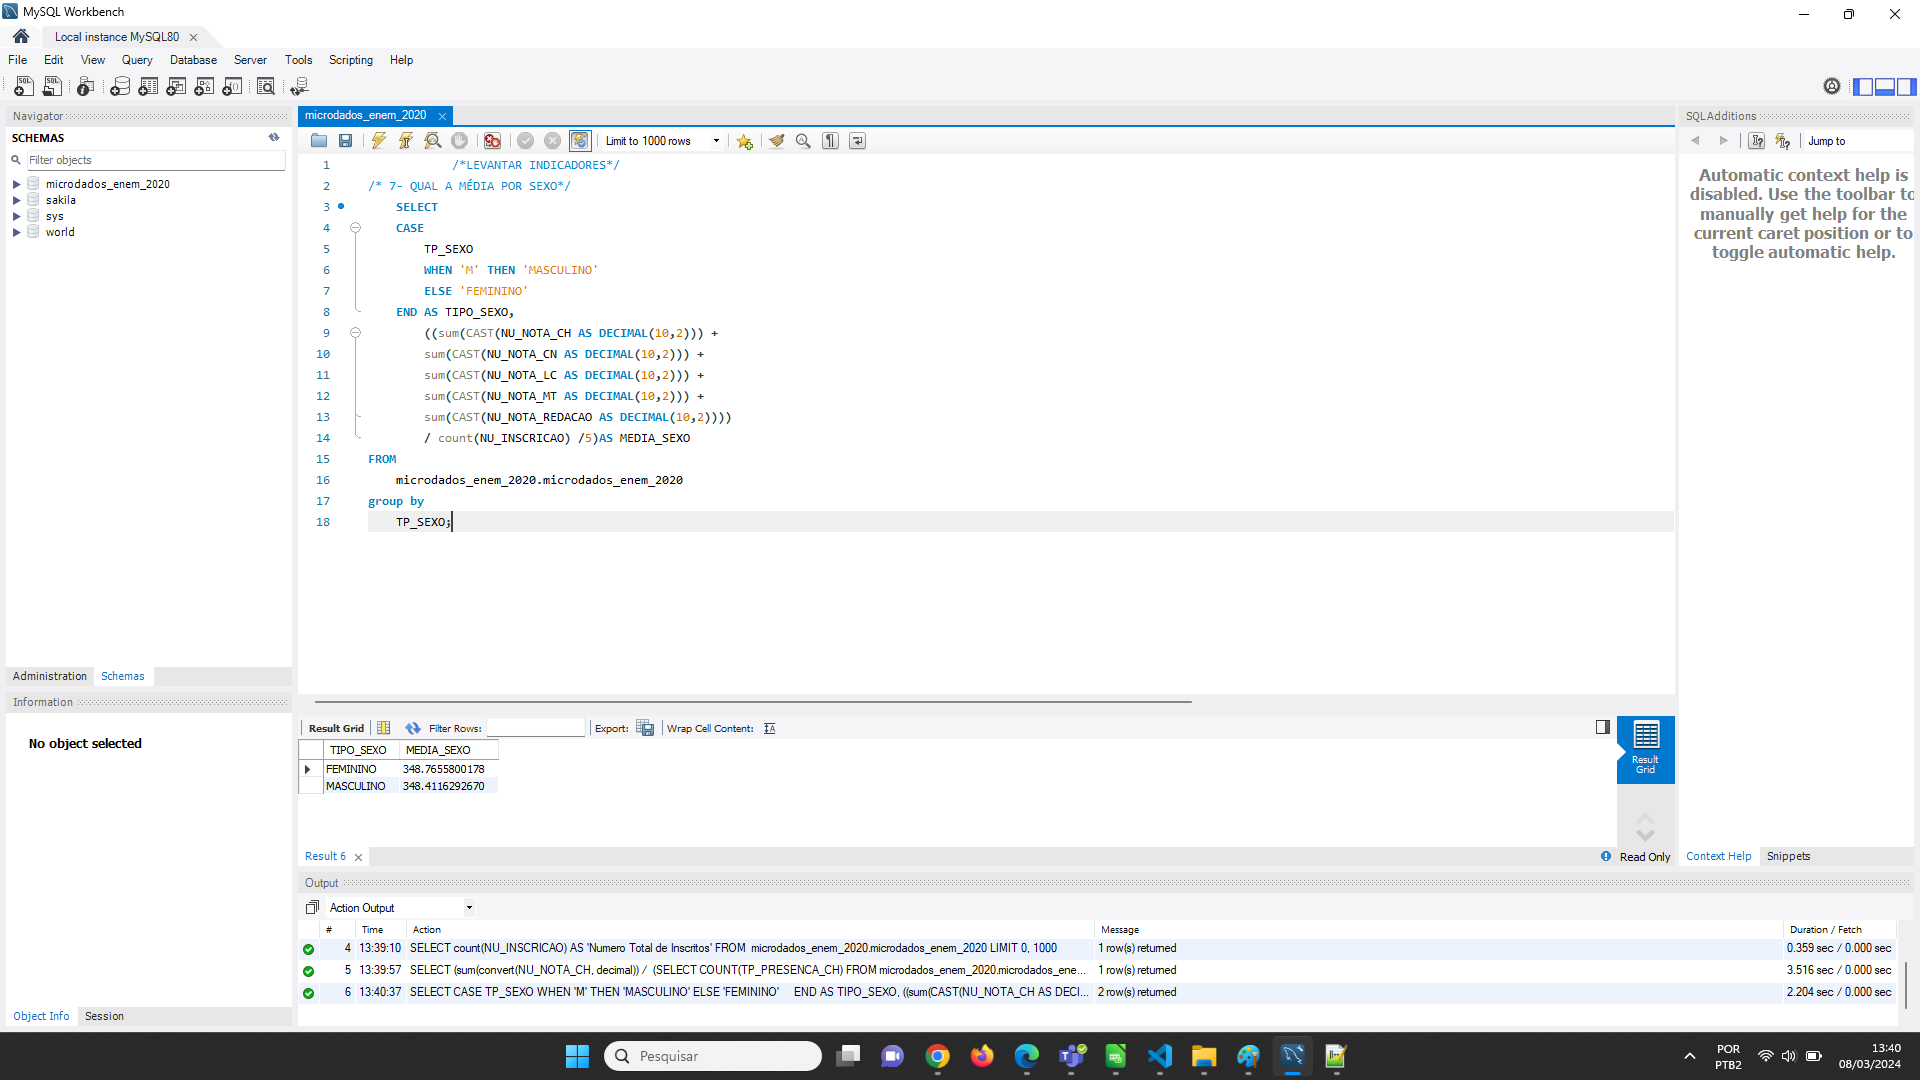 MySQL Workbench
Local instance MySQL80
File Edit View Query Database Server Tools Scripting Help
Navigator
SCHEMAS
Filter objects
microdados_enem_2020
sakila
sys
world
Administration Schemas
Information
No object selected
Object Info Session
microdados_enem_2020
Limit to 1000 rows
1 /*LEVANTAR INDICADORES*/
2 /* 7- QUAL A MÉDIA POR SEXO*/
3 SELECT
4 CASE
5 TP_SEXO
6 WHEN 'M' THEN 'MASCULINO'
7 ELSE 'FEMININO'
8 END AS TIPO_SEXO,
9 ((sum(CAST(NU_NOTA_CH AS DECIMAL(10,2))) +
10 sum(CAST(NU_NOTA_CN AS DECIMAL(10,2))) +
11 sum(CAST(NU_NOTA_LC AS DECIMAL(10,2))) +
12 sum(CAST(NU_NOTA_MT AS DECIMAL(10,2))) +
13 sum(CAST(NU_NOTA_REDACAO AS DECIMAL(10,2))))
14 / count(NU_INSCRICAO) /5)AS MEDIA_SEXO
15 FROM
16 microdados_enem_2020.microdados_enem_2020
17 group by
18 TP_SEXO;
Result Grid Filter Rows: Export: Wrap Cell Content:
TIPO_SEXO MEDIA_SEXO
FEMININO 348.7655800178
MASCULINO 348.4116292670
Result
Grid
Result 6
Read Only
SQLAdditions
Jump to
Automatic context help is
disabled. Use the toolbar to
manually get help for the
current caret position or to
toggle automatic help.
Context Help Snippets
Output
Action Output
# Time Action Message Duration / Fetch
4 13:39:10 SELECT count(NU_INSCRICAO) AS 'Numero Total de Inscritos' FROM microdados_enem_2020.microdados_enem_2020 LIMIT 0, 1000 1 row(s) returned 0.359 sec / 0.000 sec
5 13:39:57 SELECT (sum(convert(NU_NOTA_CH, decimal)) / (SELECT COUNT(TP_PRESENCA_CH) FROM microdados_enem_2020.microdados_ene... 1 row(s) returned 3.516 sec / 0.000 sec
6 13:40:37 SELECT CASE TP_SEXO WHEN 'M' THEN 'MASCULINO' ELSE 'FEMININO' END AS TIPO_SEXO, ((sum(CAST(NU_NOTA_CH AS DECI... 2 row(s) returned 2.204 sec / 0.000 sec
Pesquisar
POR
PTB2
13:40
08/03/2024